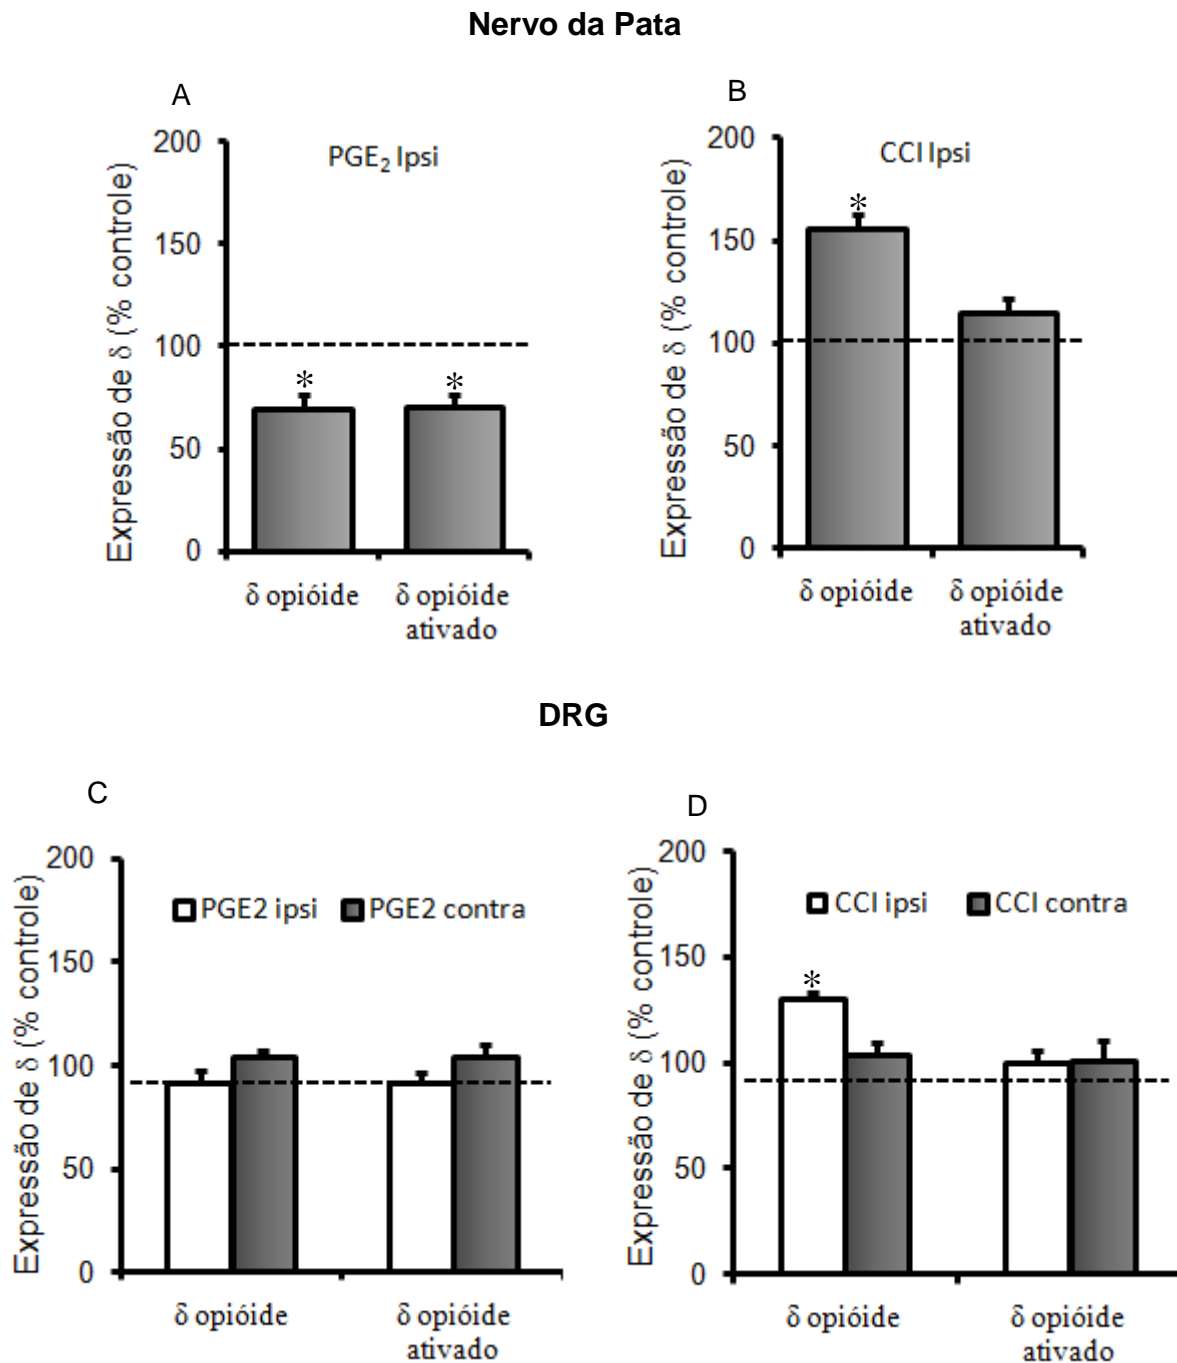 Nervo da Pata
A
Expressão de δ (% controle)
200
150
100
50
0
PGE₂ Ipsi
*
*
δ opióide
δ opióide
ativado
B
Expressão de δ (% controle)
200
150
100
50
0
CCI Ipsi
*
δ opióide
δ opióide
ativado
DRG
C
Expressão de δ (% controle)
200
150
100
50
0
PGE2 ipsi
PGE2 contra
δ opióide
δ opióide
ativado
D
Expressão de δ (% controle)
200
150
100
50
0
CCI ipsi
CCI contra
*
δ opióide
δ opióide
ativado